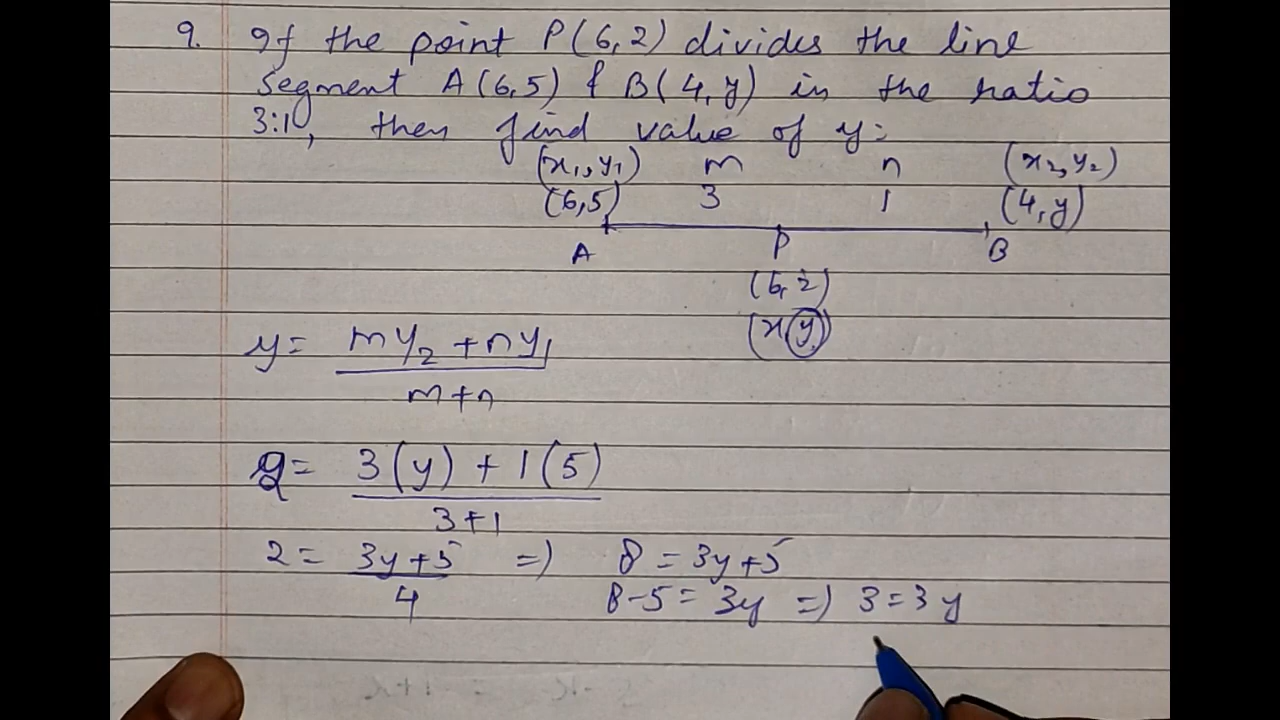 9. If the point P(6,2) divides the line
segment A(6,5) & B(4,y) in the ratio
3:1, then find value of y:
(x₁,y₁) m n (x₂,y₂)
(6,5) 3 1 (4,y)
A P B
(6,2)
(x,y)
y = my₂+ny₁
m+n
2 = 3(y)+1(5)
3+1
2 = 3y+5 => 8 = 3y+5
4 8-5 = 3y => 3 = 3y